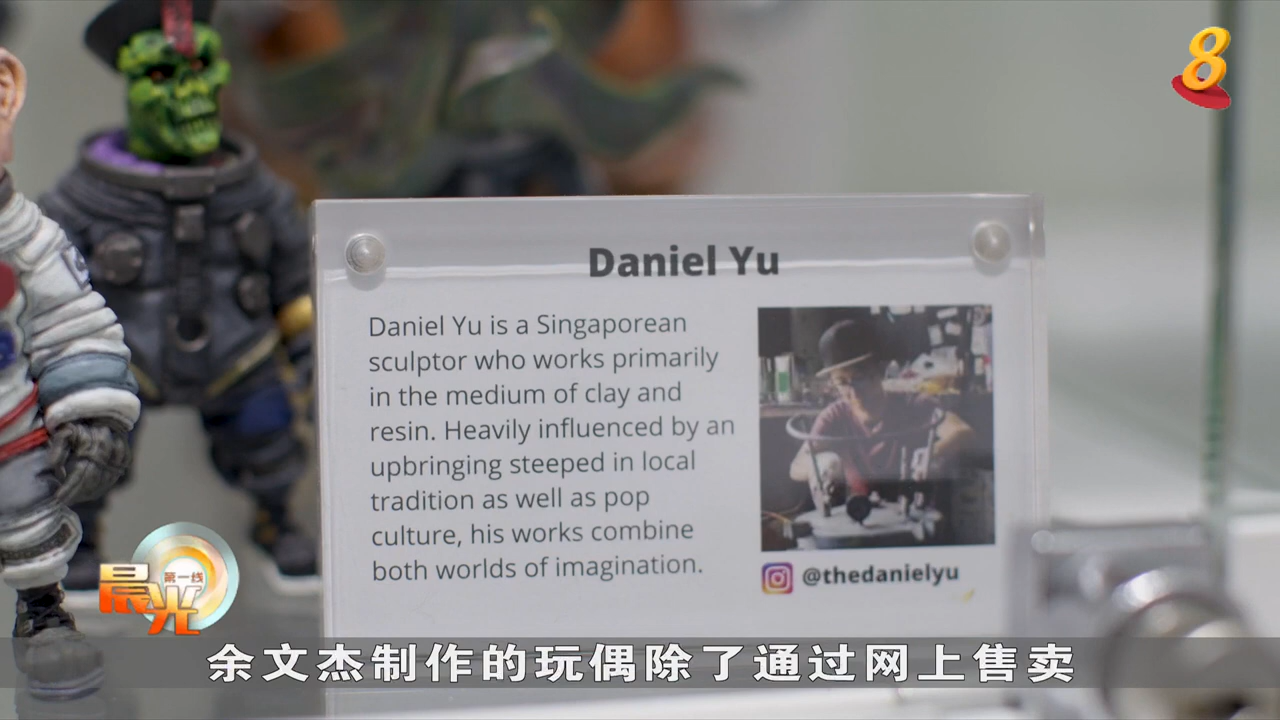 8
Daniel Yu
Daniel Yu is a Singaporean
sculptor who works primarily
in the medium of clay and
resin. Heavily influenced by an
upbringing steeped in local
tradition as well as pop
culture, his works combine
both worlds of imagination.
@thedanielyu
晨光
第一线
余文杰制作的玩偶除了通过网上售卖